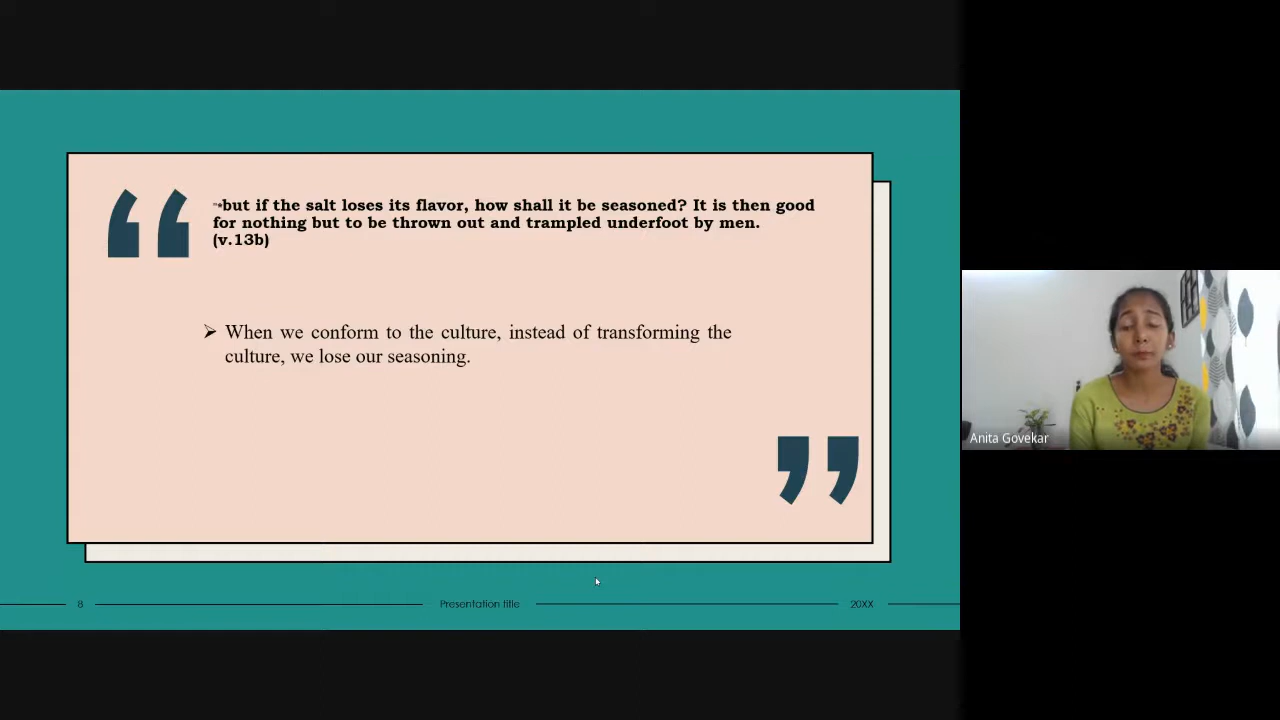 but if the salt loses its flavor, how shall it be seasoned? It is then good
for nothing but to be thrown out and trampled underfoot by men.
(v.13b)
➢ When we conform to the culture, instead of transforming the
culture, we lose our seasoning.
8
Presentation title
20XX
Anita Govekar